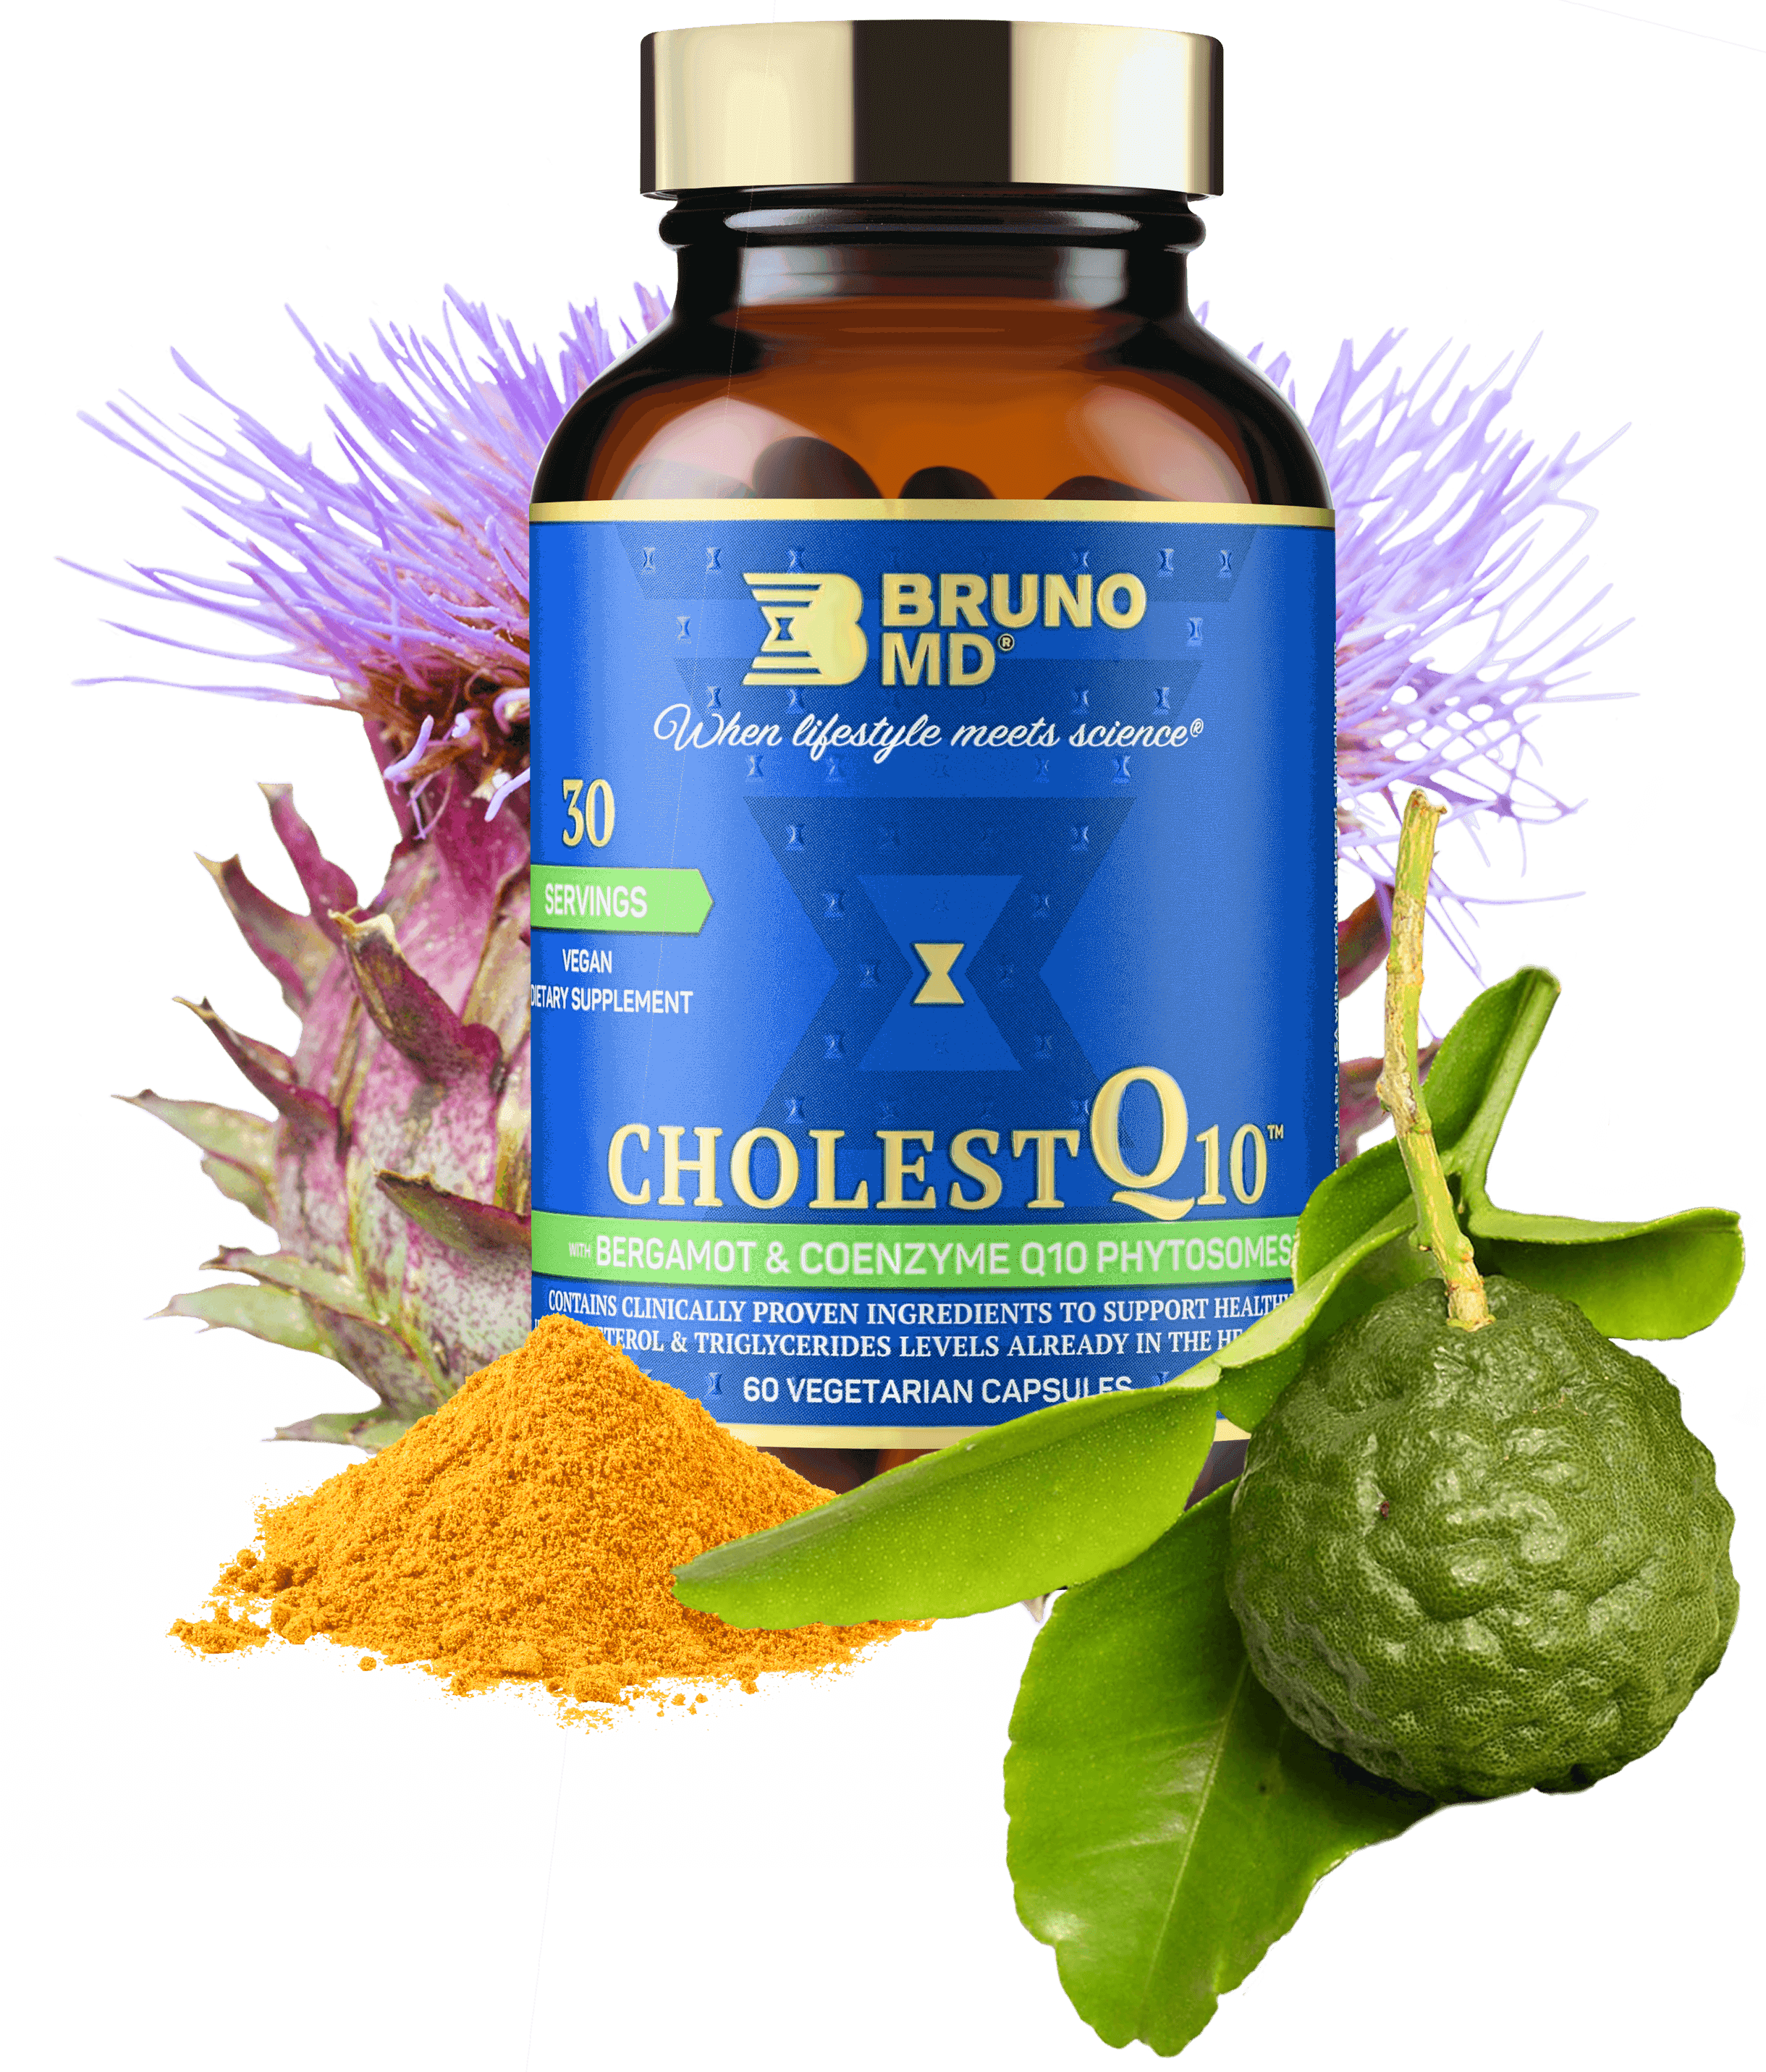 BRUNO
MD®
When lifestyle meets science®
30
SERVINGS
VEGAN
DIETARY SUPPLEMENT
CHOLESTQ10™
WITH BERGAMOT & COENZYME Q10 PHYTOSOMES
CONTAINS CLINICALLY PROVEN INGREDIENTS TO SUPPORT HEALTHY
& TRIGLYCERIDES LEVELS ALREADY IN THE
60 VEGETARIAN CAPSULES